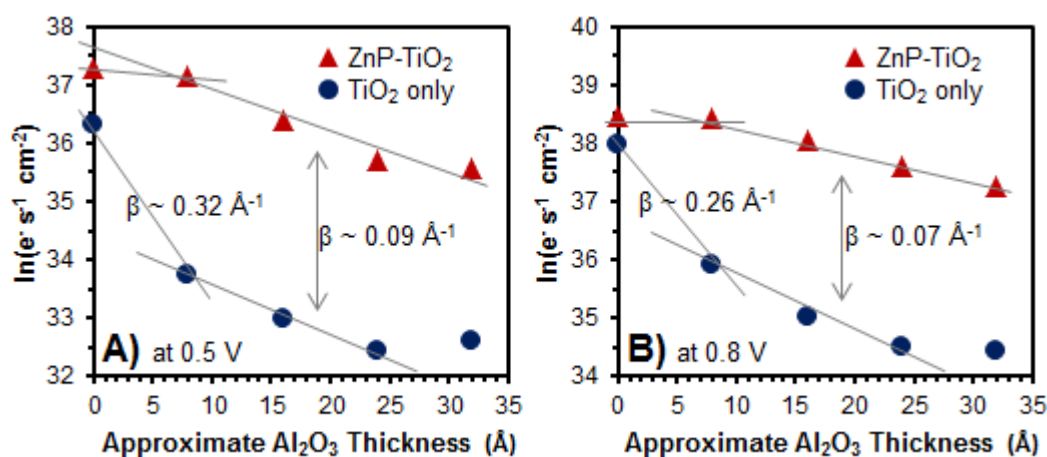 38
37
36
35
34
33
32
ln(e⁻ s⁻¹ cm⁻²)
ZnP-TiO₂
TiO₂ only
β ~ 0.32 Å⁻¹
β ~ 0.09 Å⁻¹
A) at 0.5 V
0 5 10 15 20 25 30 35
Approximate Al₂O₃ Thickness (Å)
40
39
38
37
36
35
34
ln(e⁻ s⁻¹ cm⁻²)
ZnP-TiO₂
TiO₂ only
β ~ 0.26 Å⁻¹
β ~ 0.07 Å⁻¹
B) at 0.8 V
0 5 10 15 20 25 30 35
Approximate Al₂O₃ Thickness (Å)